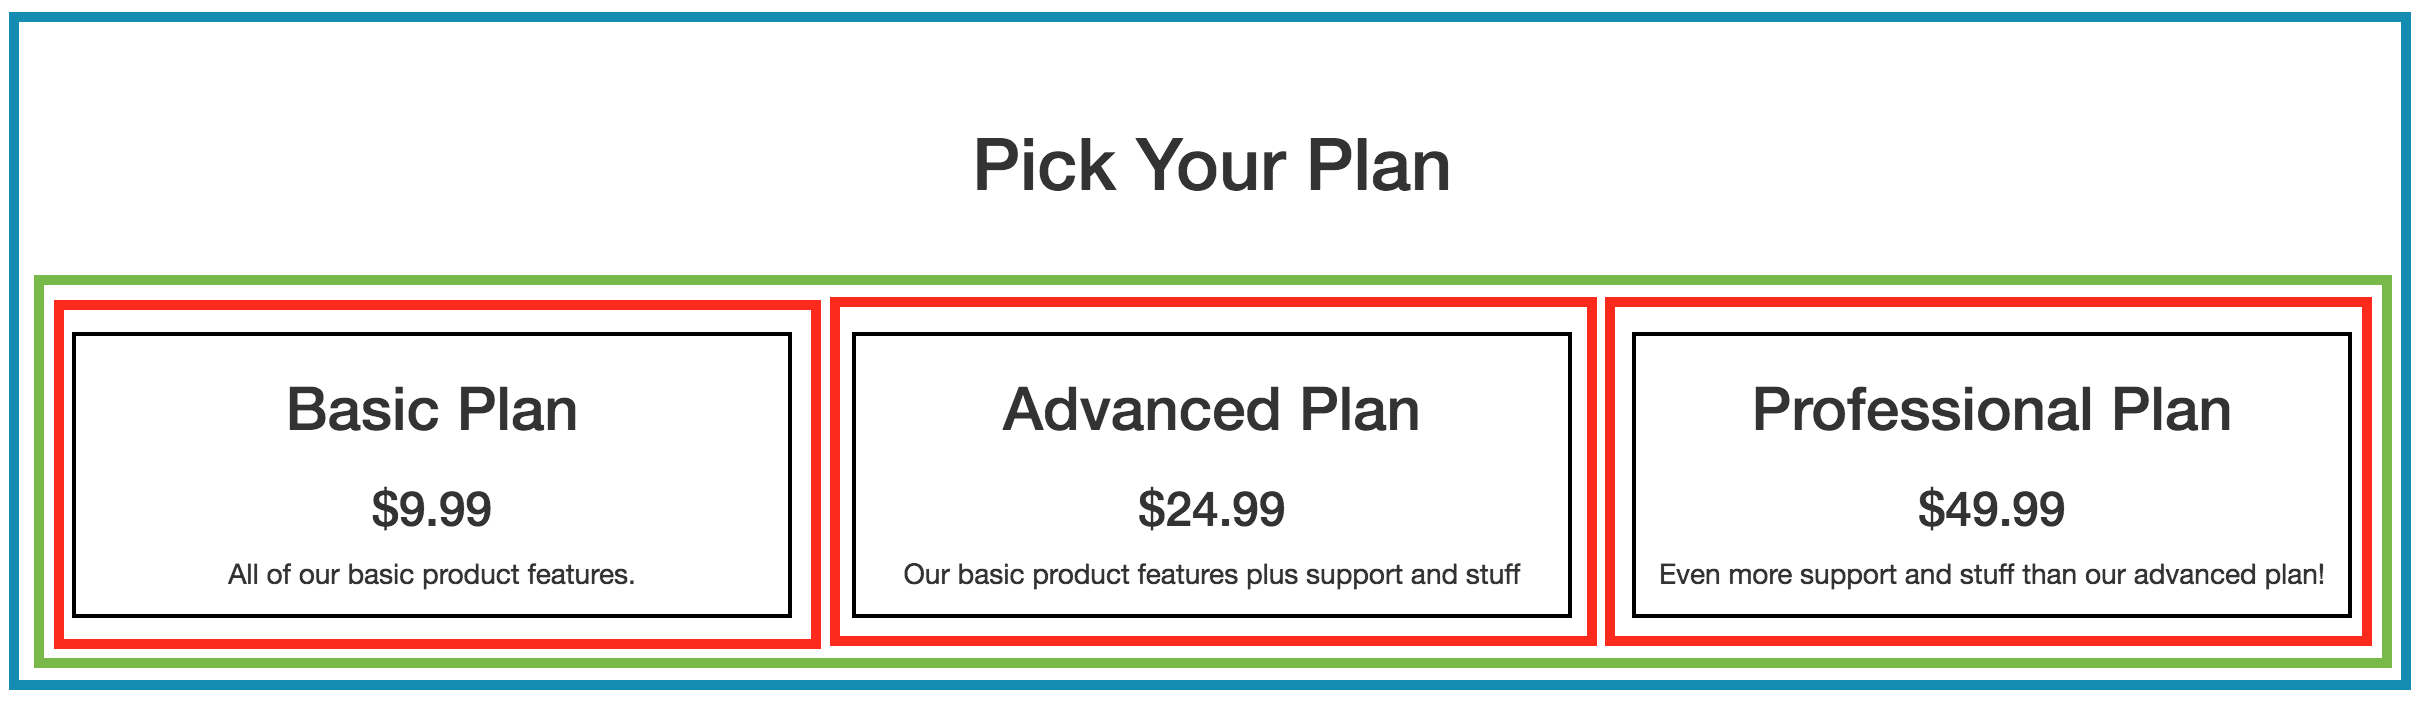 Pick Your Plan
Basic Plan
$9.99
All of our basic product features.
Advanced Plan
$24.99
Our basic product features plus support and stuff
Professional Plan
$49.99
Even more support and stuff than our advanced plan!